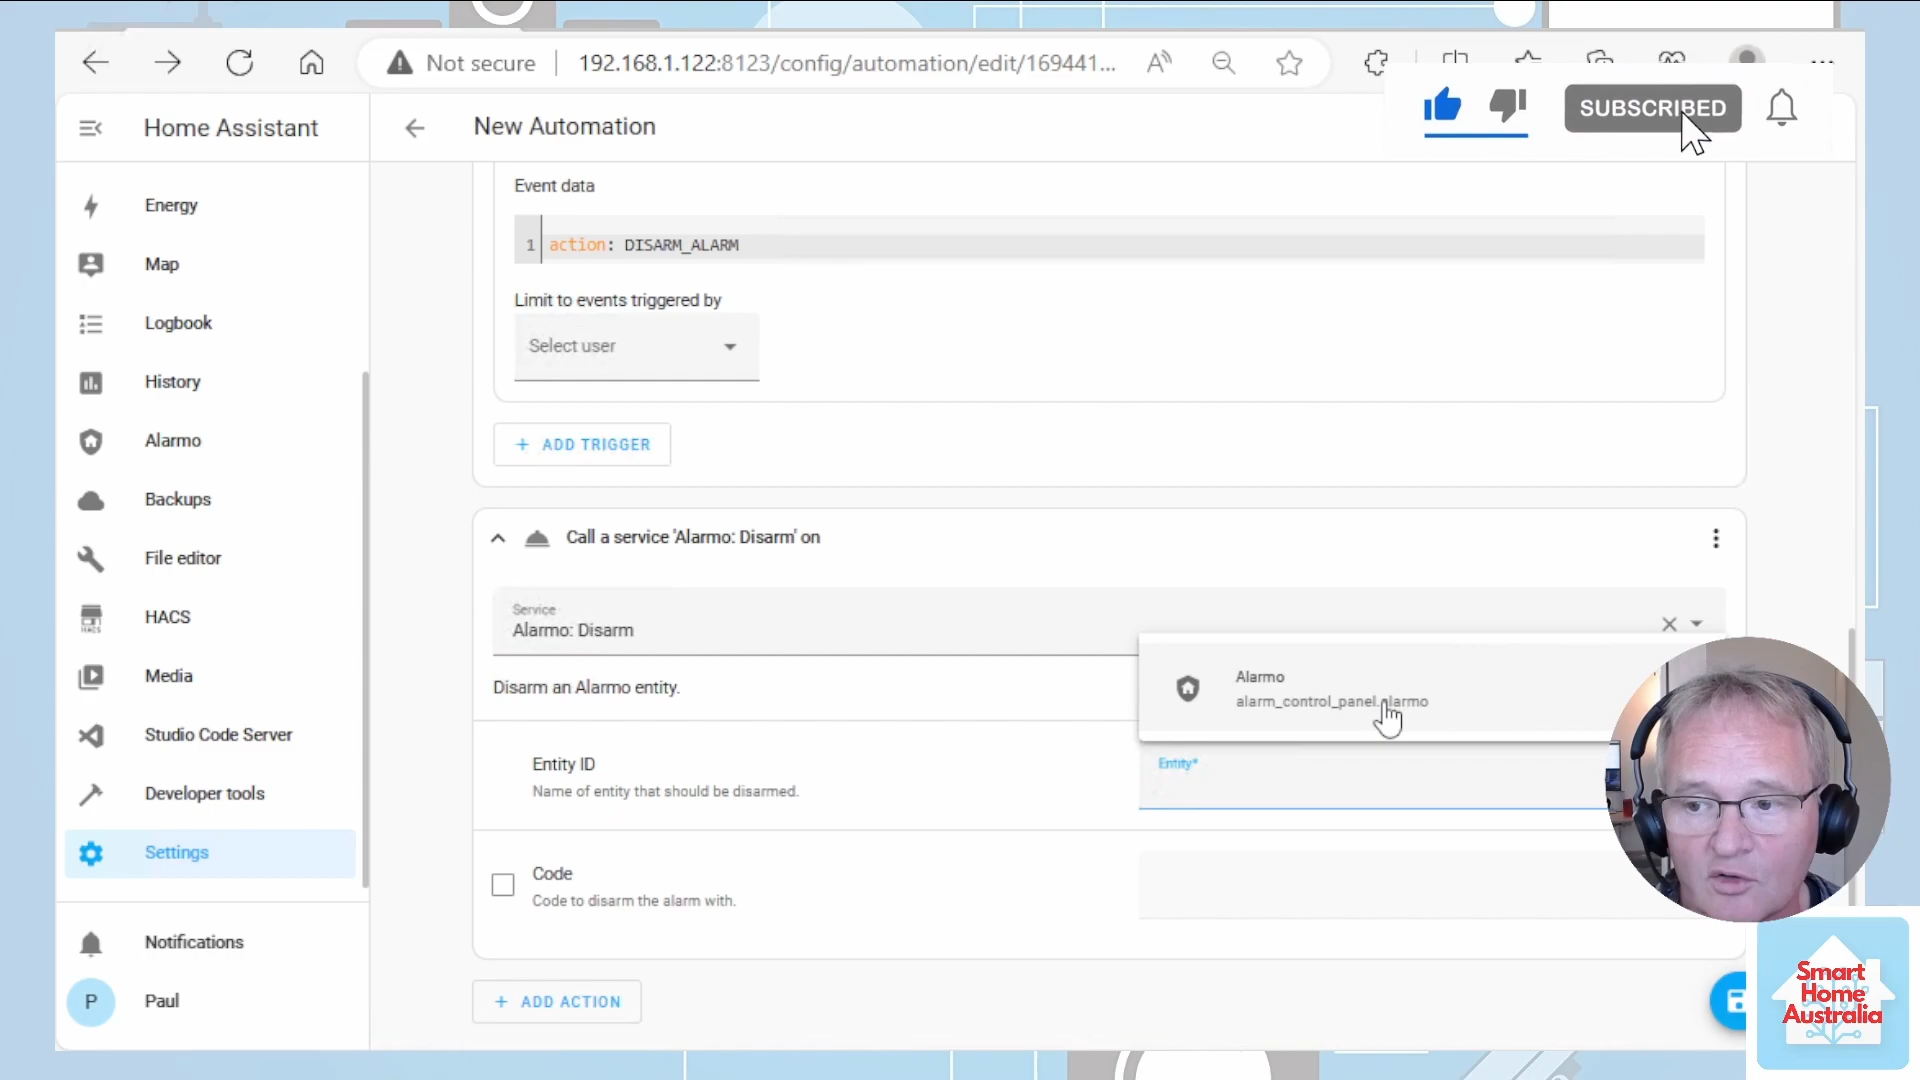 Not secure
192.168.1.122:8123/config/automation/edit/169441...
SUBSCRIBED
Home Assistant
New Automation
Energy
Map
Logbook
History
Alarmo
Backups
File editor
HACS
HACS
Media
Studio Code Server
Developer tools
Settings
Notifications
P
Paul
Event data
1 action: DISARM_ALARM
Limit to events triggered by
Select user
+ ADD TRIGGER
Call a service 'Alarmo: Disarm' on
Service
Alarmo: Disarm
Disarm an Alarmo entity.
Alarmo
alarm_control_panel.alarmo
Entity ID
Name of entity that should be disarmed.
Entity*
Code
Code to disarm the alarm with.
+ ADD ACTION
Smart
Home
Australia